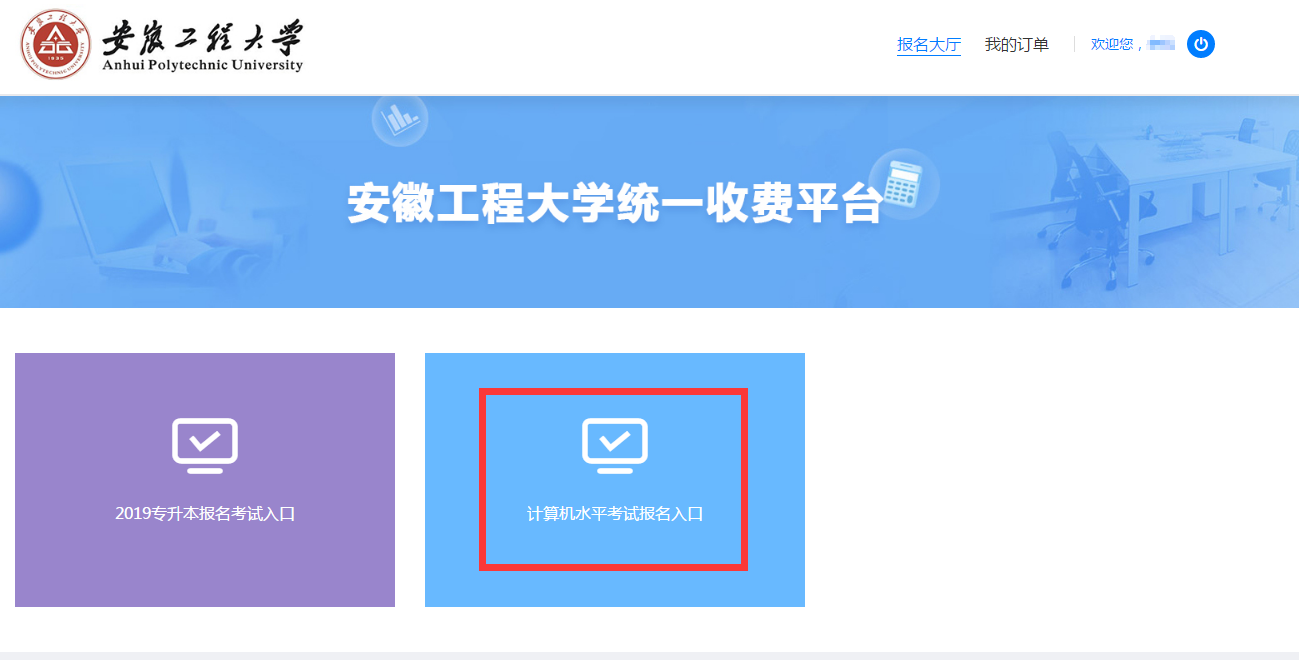 安徽工程大学
Anhui Polytechnic University
报名大厅
我的订单
欢迎您，
安徽工程大学统一收费平台
2019专升本报名考试入口
计算机水平考试报名入口